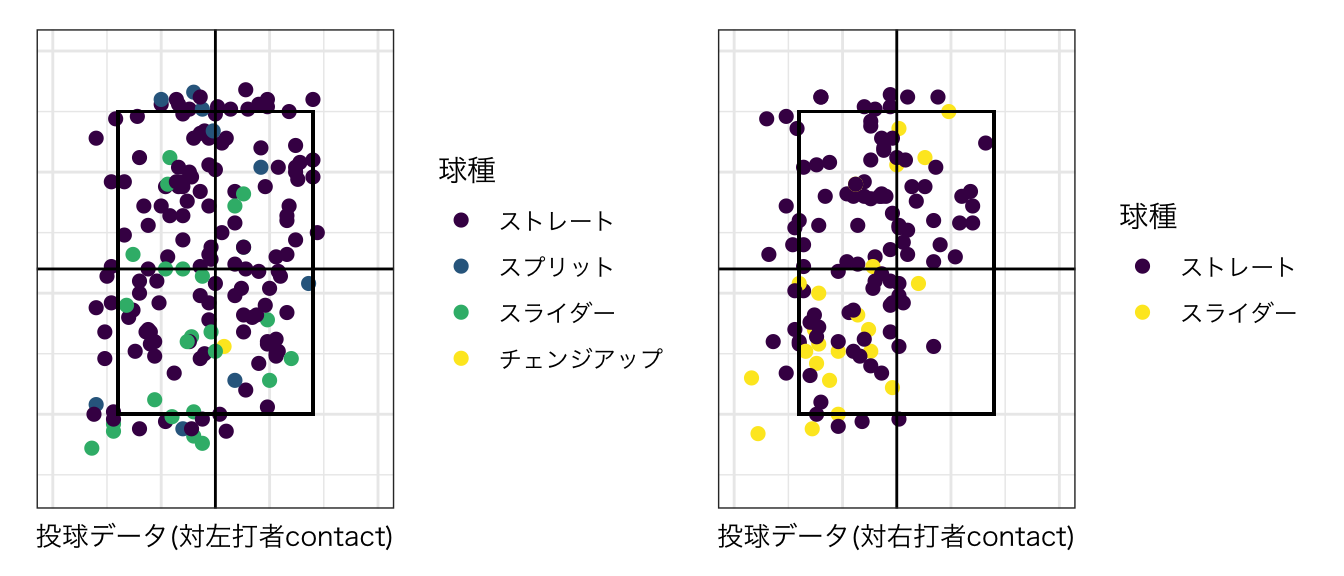 球種
ストレート
スプリット
スライダー
チェンジアップ
投球データ(対左打者contact)
球種
ストレート
スライダー
投球データ(対右打者contact)